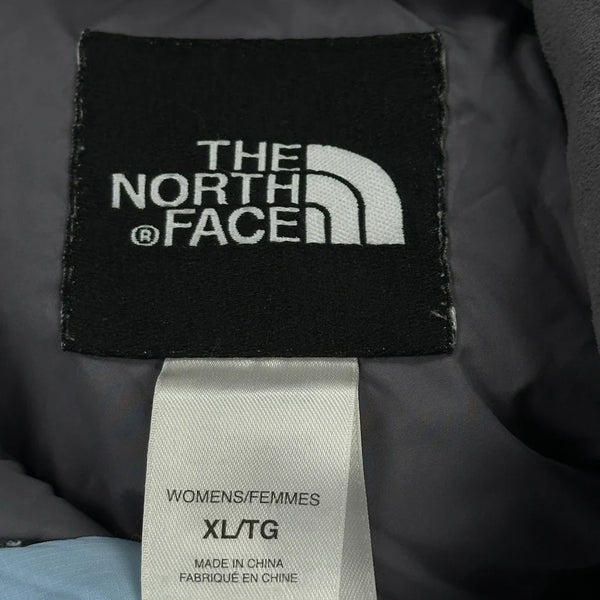 THE
NORTH
®FACE
WOMENS/FEMMES
XL/TG
MADE IN CHINA
FABRIQUÉ EN CHINE